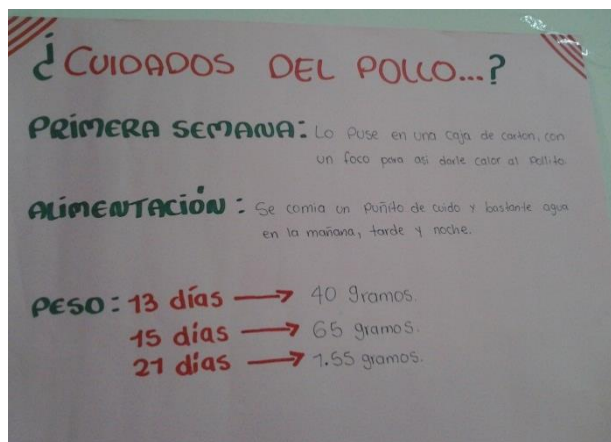 ¿CUIDADOS DEL POLLO...?
PRIMERA SEMANA: Lo puse en una caja de carton, con
un foco para asi darle calor al pollito
ALIMENTACIÓN: Se comia un puñito de cuido y bastante agua
en la mañana, tarde y noche.
PESO: 13 días → 40 gramos.
15 días → 65 gramos.
21 días → 1.55 gramos.